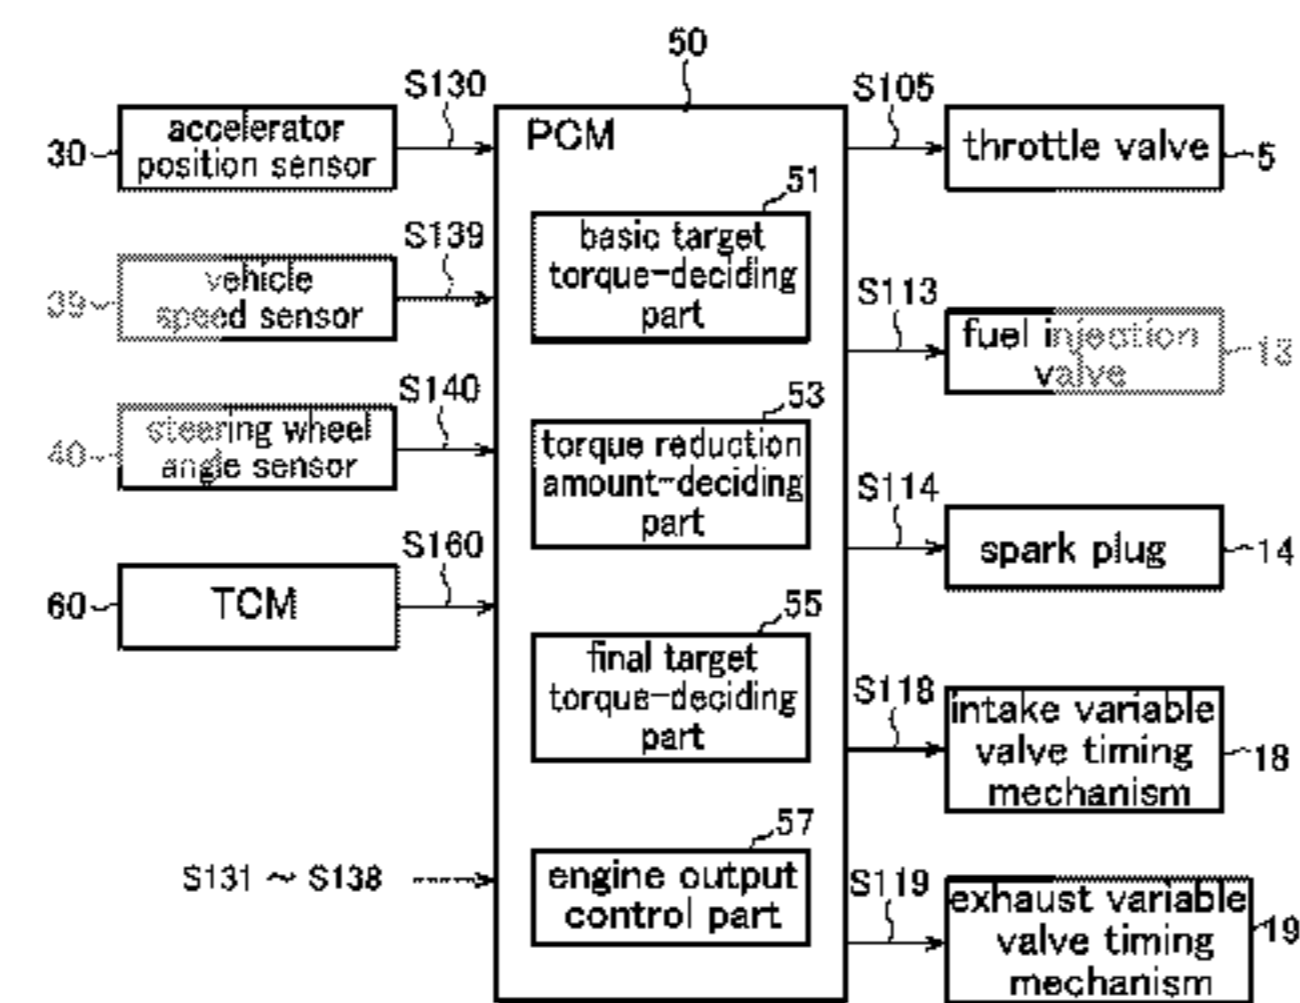 50
S130
S105
accelerator
position sensor
30
PCM
throttle valve
5
51
S139
basic target
torque-deciding
part
vehicle
speed sensor
39
S113
fuel injection
valve
13
S140
53
steering wheel
angle sensor
40
torque reduction
amount-deciding
part
S114
spark plug
14
S160
TCM
60
55
final target
torque-deciding
part
S118
intake variable
valve timing
mechanism
18
57
S131 ~ S138
engine output
control part
S119
exhaust variable
valve timing
mechanism
19